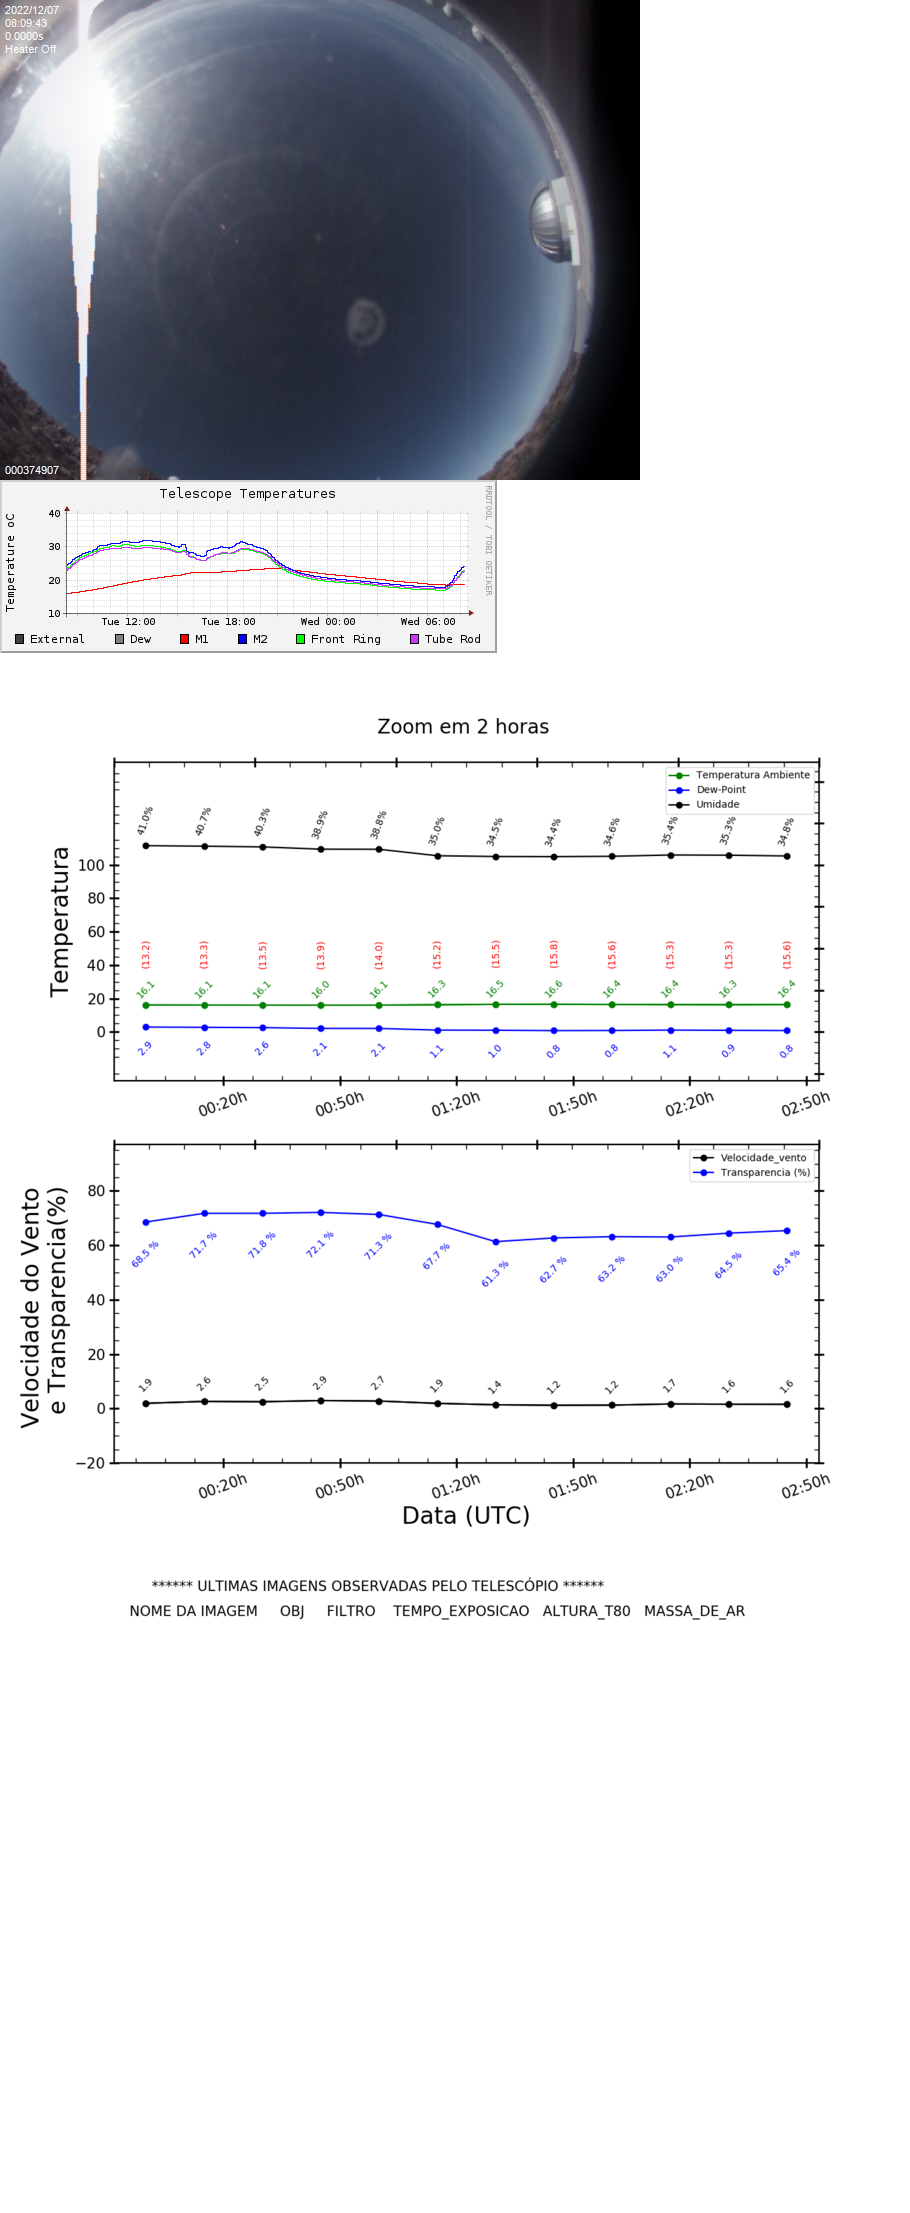 2022/12/07
08:09:43
0.0000s
Heater Off
000374907
Telescope Temperatures
RRDTOOL / TOBI OETIKER
Temperature oC
40
30
20
10
Tue 12:00 Tue 18:00 Wed 00:00 Wed 06:00
External Dew M1 M2 Front Ring Tube Rod
Zoom em 2 horas
Temperatura Ambiente
Dew-Point
Umidade
41.0% 40.7% 40.3% 38.9% 38.8% 35.0% 34.5% 34.4% 34.6% 35.4% 35.3% 34.8%
Temperatura
100
80
60
40
20
0
(13.2) (13.3) (13.5) (13.9) (14.0) (15.2) (15.5) (15.8) (15.6) (15.3) (15.3) (15.6)
16.1 16.1 16.1 16.0 16.1 16.3 16.5 16.6 16.4 16.4 16.3 16.4
2.9 2.8 2.6 2.1 2.1 1.1 1.0 0.8 0.8 1.1 0.9 0.8
00:20h 00:50h 01:20h 01:50h 02:20h 02:50h
Velocidade_vento
Transparencia (%)
Velocidade do Vento
e Transparencia(%)
80
60
40
20
0
−20
68.5 % 71.7 % 71.8 % 72.1 % 71.3 % 67.7 % 61.3 % 62.7 % 63.2 % 63.0 % 64.5 % 65.4 %
1.9 2.6 2.5 2.9 2.7 1.9 1.4 1.2 1.2 1.7 1.6 1.6
00:20h 00:50h 01:20h 01:50h 02:20h 02:50h
Data (UTC)
****** ULTIMAS IMAGENS OBSERVADAS PELO TELESCÓPIO ******
NOME DA IMAGEM OBJ FILTRO TEMPO_EXPOSICAO ALTURA_T80 MASSA_DE_AR